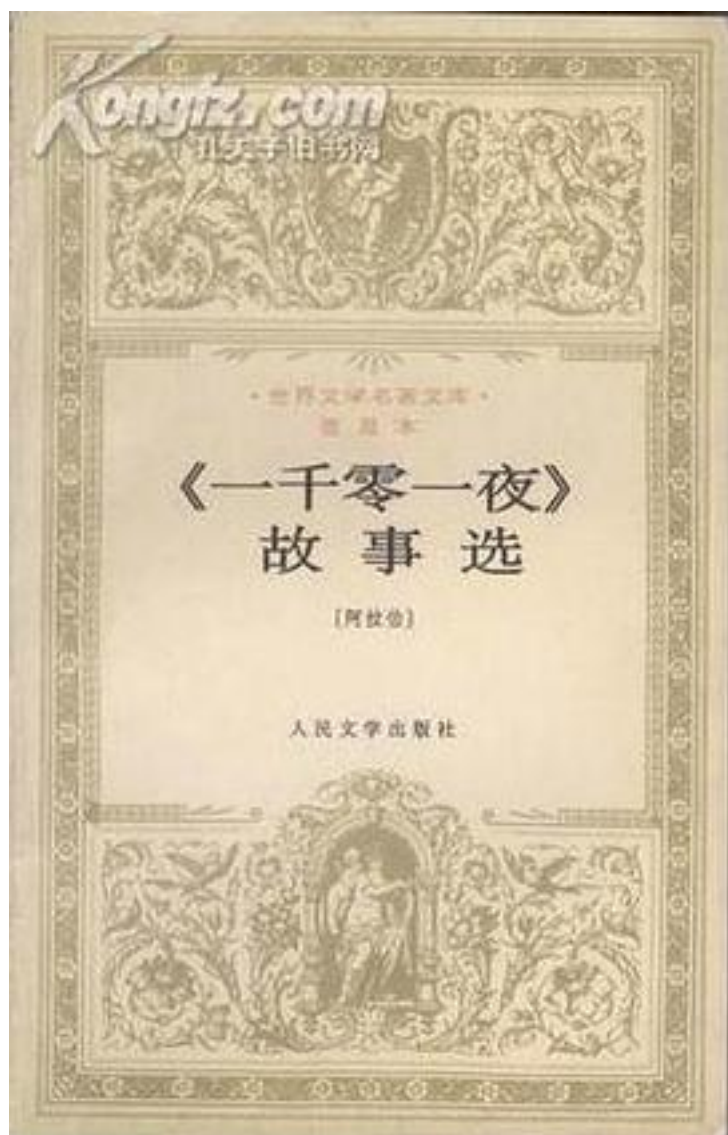 Kongfz.com
孔夫子旧书网
·世界文学名著文库·
普及本
《一千零一夜》
故事选
[阿拉伯]
人民文学出版社